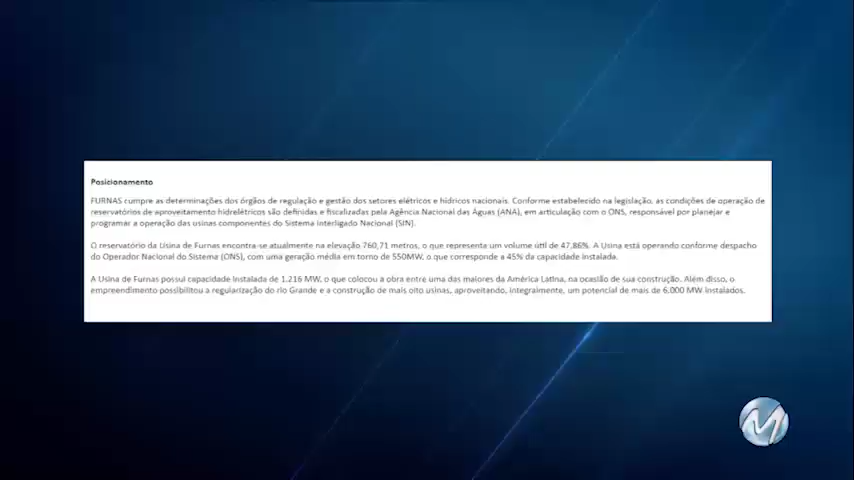 Posicionamento
FURNAS cumpre as determinações dos órgãos de regulação e gestão dos setores elétricos e hídricos nacionais. Conforme estabelecido na legislação, as condições de operação de
reservatórios de aproveitamento hidrelétricos são definidas e fiscalizadas pela Agência Nacional das Águas (ANA), em articulação com o ONS, responsável por planejar e
programar a operação das usinas componentes do Sistema Interligado Nacional (SIN).
O reservatório da Usina de Furnas encontra-se atualmente na elevação 760,71 metros, o que representa um volume útil de 47,86%. A Usina está operando conforme despacho
do Operador Nacional do Sistema (ONS), com uma geração média em torno de 550MW, o que corresponde a 45% da capacidade instalada.
A Usina de Furnas possui capacidade instalada de 1.216 MW, o que colocou a obra entre uma das maiores da América Latina, na ocasião de sua construção. Além disso, o
empreendimento possibilitou a regularização do rio Grande e a construção de mais oito usinas, aproveitando, integralmente, um potencial de mais de 6.000 MW instalados.
M